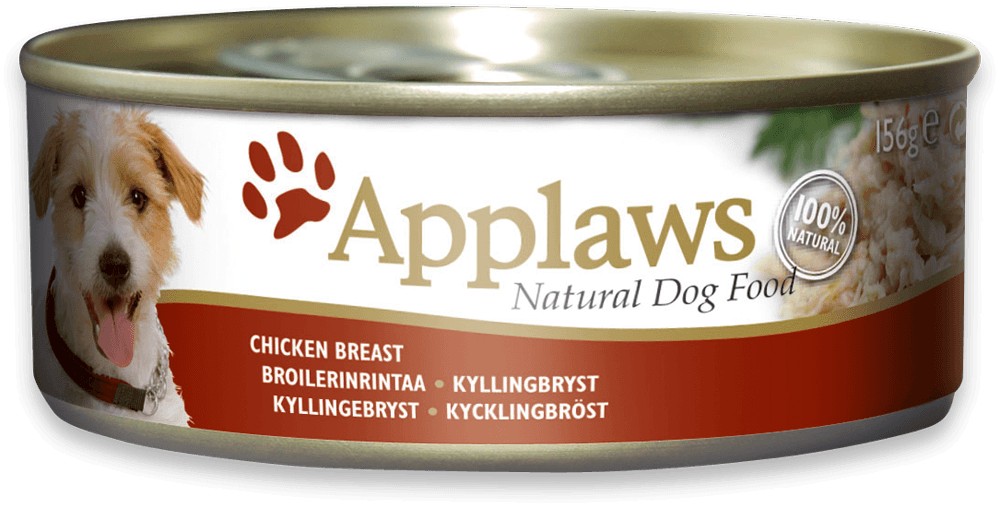 156g ℮
Applaws
100%
NATURAL
Natural Dog Food
CHICKEN BREAST
BROILERINRINTAA • KYLLINGBRYST
KYLLINGEBRYST • KYCKLINGBRÖST